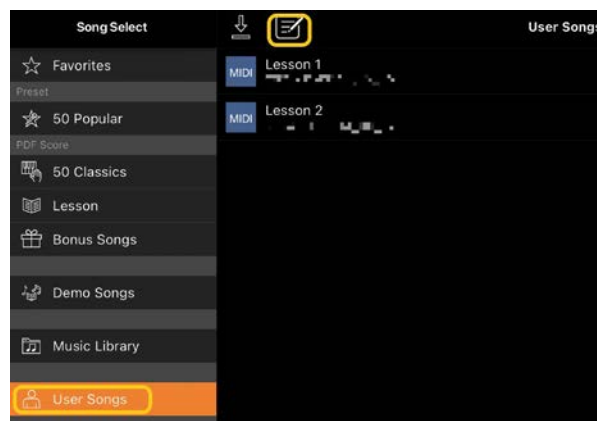 Song Select
User Songs
Favorites
Preset
50 Popular
PDF Score
50 Classics
Lesson
Bonus Songs
Demo Songs
Music Library
User Songs
MIDI
Lesson 1
MIDI
Lesson 2